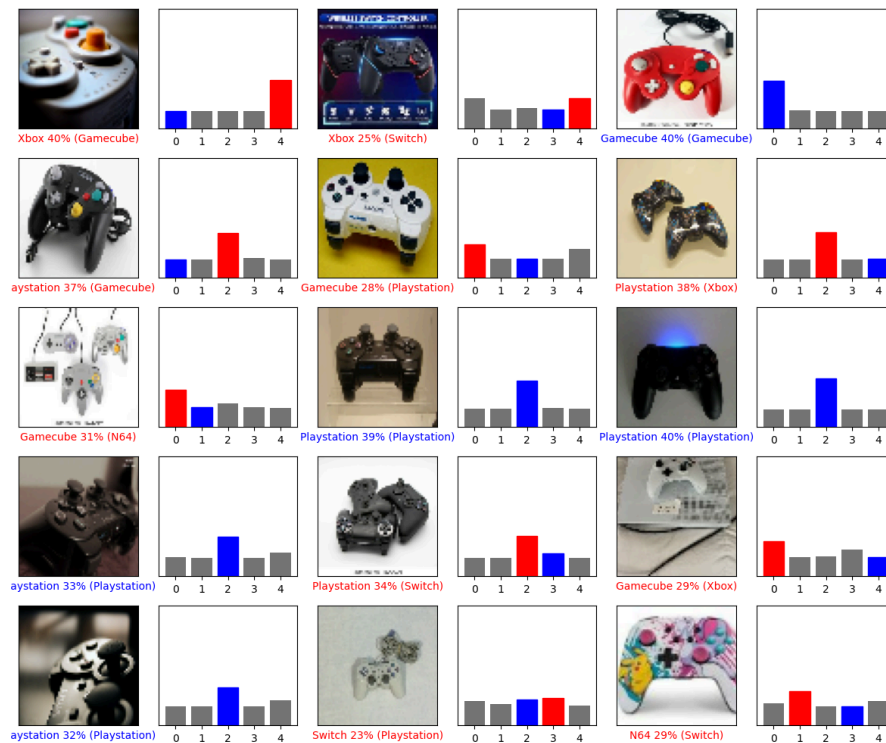 WIRELESS SWITCH CONTROLLER
Xbox 40% (Gamecube)
0 1 2 3 4
Xbox 25% (Switch)
0 1 2 3 4
Gamecube 40% (Gamecube)
0 1 2 3 4
aystation 37% (Gamecube)
0 1 2 3 4
Gamecube 28% (Playstation)
0 1 2 3 4
Playstation 38% (Xbox)
0 1 2 3 4
Gamecube 31% (N64)
0 1 2 3 4
Playstation 39% (Playstation)
0 1 2 3 4
Playstation 40% (Playstation)
0 1 2 3 4
aystation 33% (Playstation)
0 1 2 3 4
Playstation 34% (Switch)
0 1 2 3 4
Gamecube 29% (Xbox)
0 1 2 3 4
aystation 32% (Playstation)
0 1 2 3 4
Switch 23% (Playstation)
0 1 2 3 4
N64 29% (Switch)
0 1 2 3 4